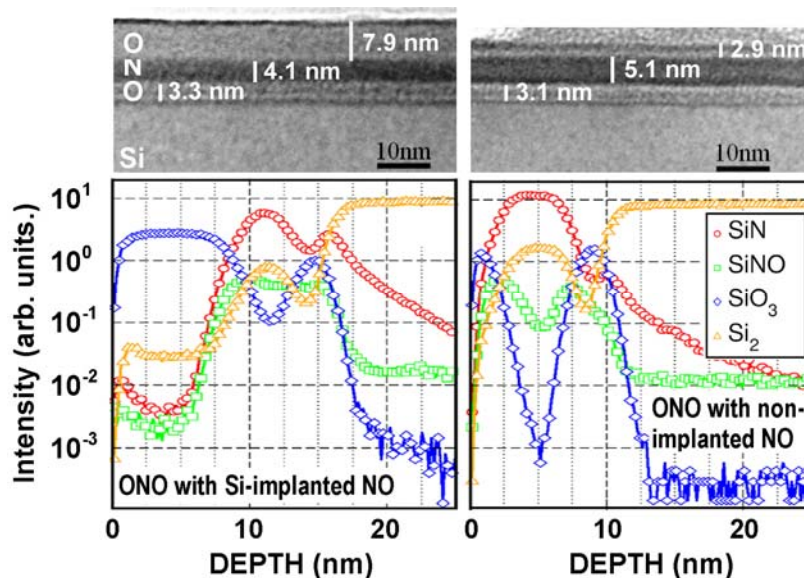 O
N
O
Si
7.9 nm
4.1 nm
3.3 nm
10nm
2.9 nm
5.1 nm
3.1 nm
10nm
Intensity (arb. units.)
10¹
10⁰
10⁻¹
10⁻²
10⁻³
ONO with Si-implanted NO
0 10 20
DEPTH (nm)
SiN
SiNO
SiO₃
Si₂
ONO with non-
implanted NO
0 10 20
DEPTH (nm)